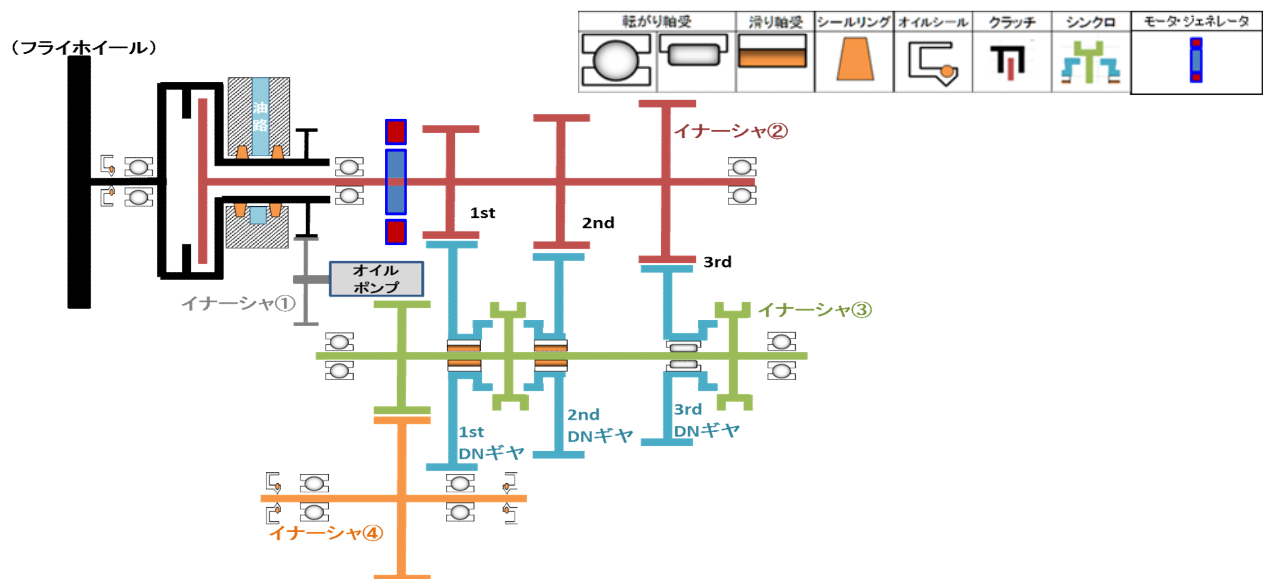 転がり軸受
滑り軸受
シールリング
オイルシール
クラッチ
シンクロ
モータ・ジェネレータ
（フライホイール）
油路
イナーシャ②
1st
2nd
3rd
オイル
ポンプ
イナーシャ①
イナーシャ③
1st
DNギヤ
2nd
DNギヤ
3rd
DNギヤ
イナーシャ④